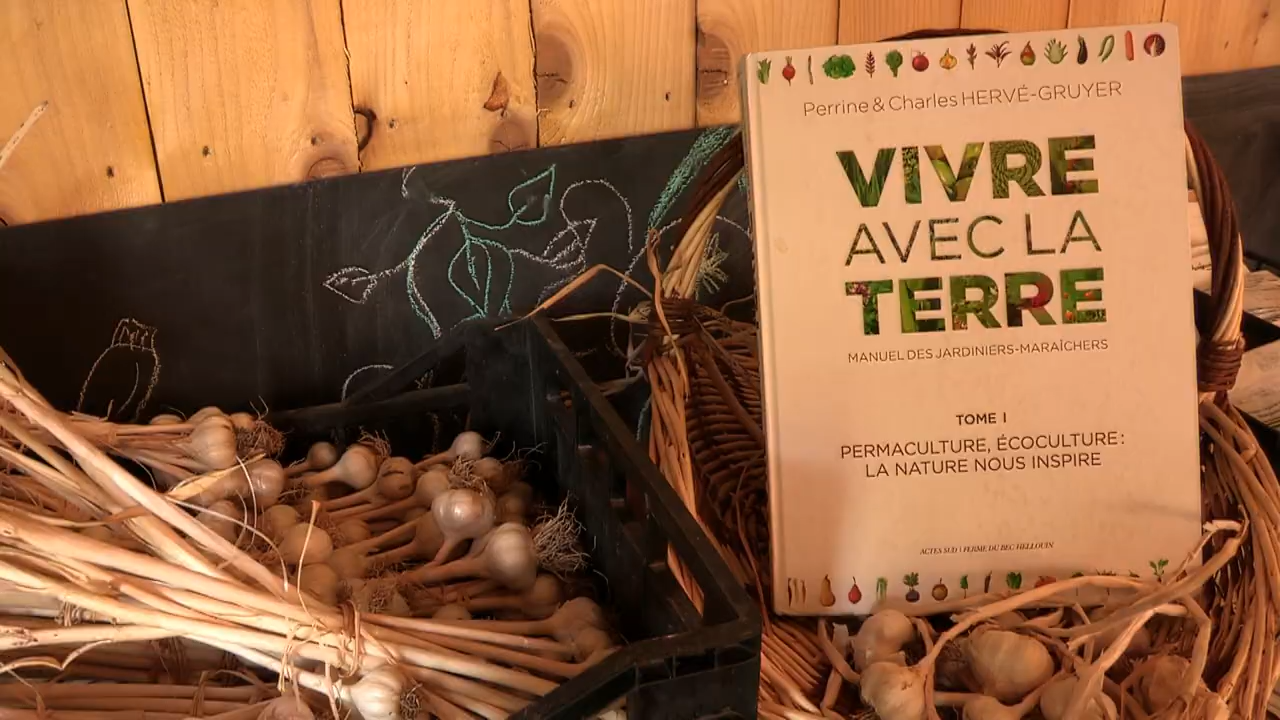 Perrine & Charles HERVÉ-GRUYER
VIVRE
AVEC LA
TERRE
MANUEL DES JARDINIERS-MARAÎCHERS
TOME I
PERMACULTURE, ÉCOCULTURE :
LA NATURE NOUS INSPIRE
ACTES SUD | FERME DU BEC HELLOUIN